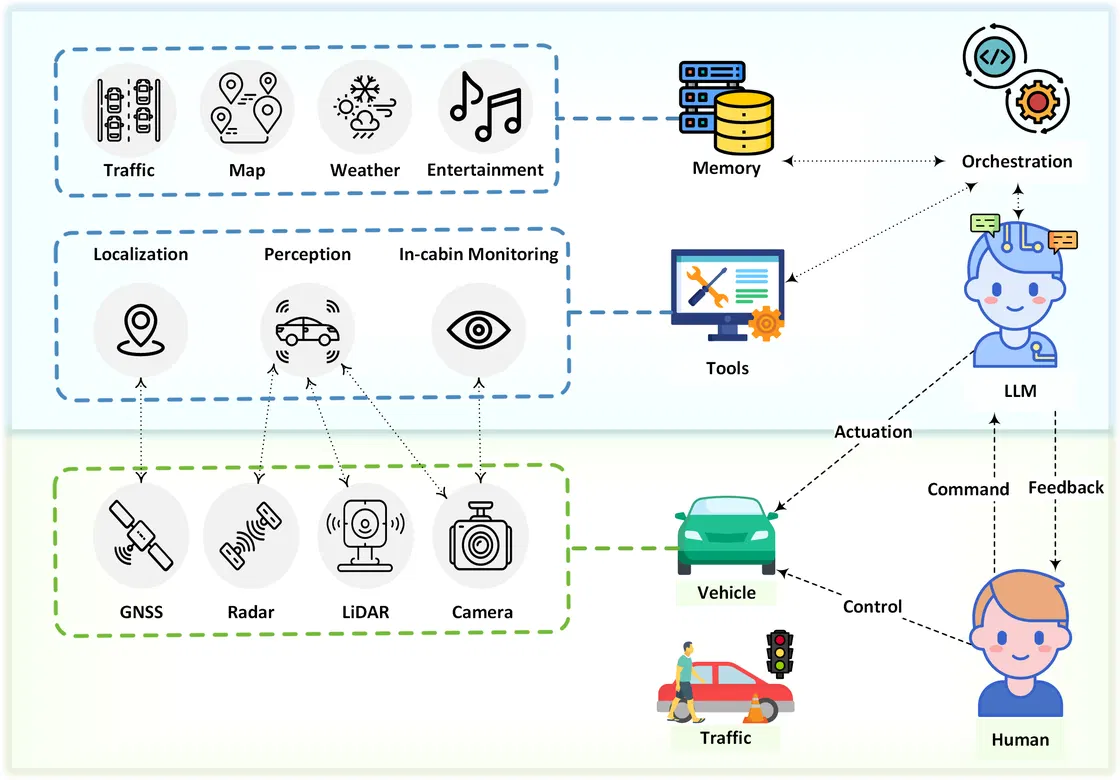 Traffic
Map
Weather
Entertainment
Memory
</>
Orchestration
Localization
Perception
In-cabin Monitoring
Tools
LLM
Actuation
Command
Feedback
GNSS
Radar
LiDAR
Camera
Vehicle
Control
Traffic
Human